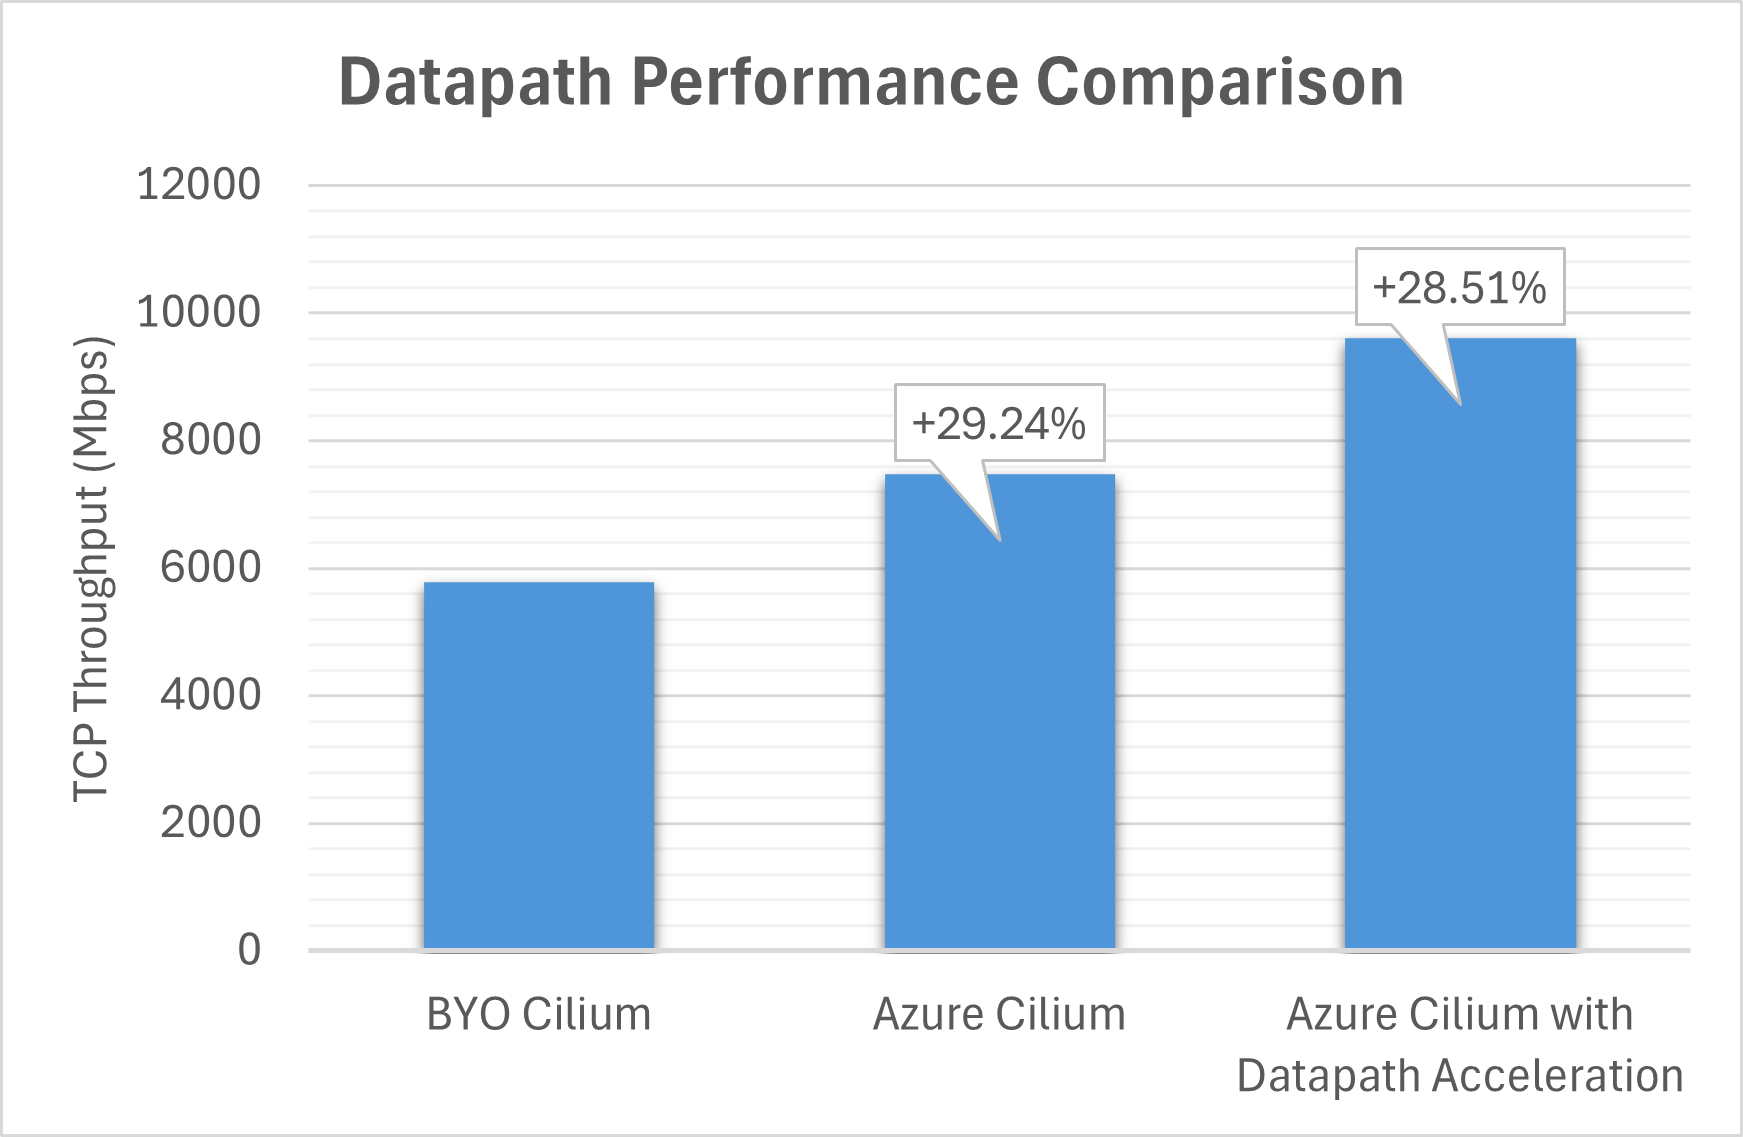 Datapath Performance Comparison
12000
10000
8000
6000
4000
2000
0
TCP Throughput (Mbps)
+29.24%
+28.51%
BYO Cilium
Azure Cilium
Azure Cilium with
Datapath Acceleration